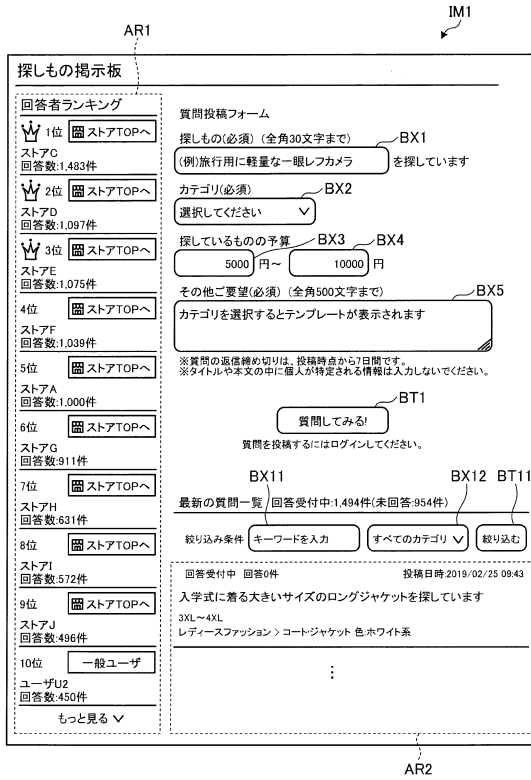 IM1
AR1
探しもの掲示板
回答者ランキング
1位 ストアTOPへ
ストアC
回答数:1,483件
2位 ストアTOPへ
ストアD
回答数:1,097件
3位 ストアTOPへ
ストアE
回答数:1,075件
4位 ストアTOPへ
ストアF
回答数:1,039件
5位 ストアTOPへ
ストアA
回答数:1,000件
6位 ストアTOPへ
ストアG
回答数:911件
7位 ストアTOPへ
ストアH
回答数:631件
8位 ストアTOPへ
ストアI
回答数:572件
9位 ストアTOPへ
ストアJ
回答数:496件
10位 一般ユーザ
ユーザU2
回答数:450件
もっと見る
質問投稿フォーム
探しもの(必須) (全角30文字まで) BX1
(例)旅行用に軽量な一眼レフカメラ を探しています
カテゴリ(必須) BX2
選択してください
探しているものの予算 BX3 BX4
5000 円～ 10000 円
その他ご要望(必須) (全角500文字まで) BX5
カテゴリを選択するとテンプレートが表示されます
※質問の返信締め切りは、投稿時点から7日間です。
※タイトルや本文の中に個人が特定される情報は入力しないでください。
BT1
質問してみる!
質問を投稿するにはログインしてください。
BX11 BX12 BT11
最新の質問一覧 回答受付中:1,494件(未回答:954件)
絞り込み条件 キーワードを入力 すべてのカテゴリ 絞り込む
回答受付中 回答0件 投稿日時:2019/02/25 09:43
入学式に着る大きいサイズのロングジャケットを探しています
3XL～4XL
レディースファッション > コート・ジャケット 色:ホワイト系
⋮
AR2